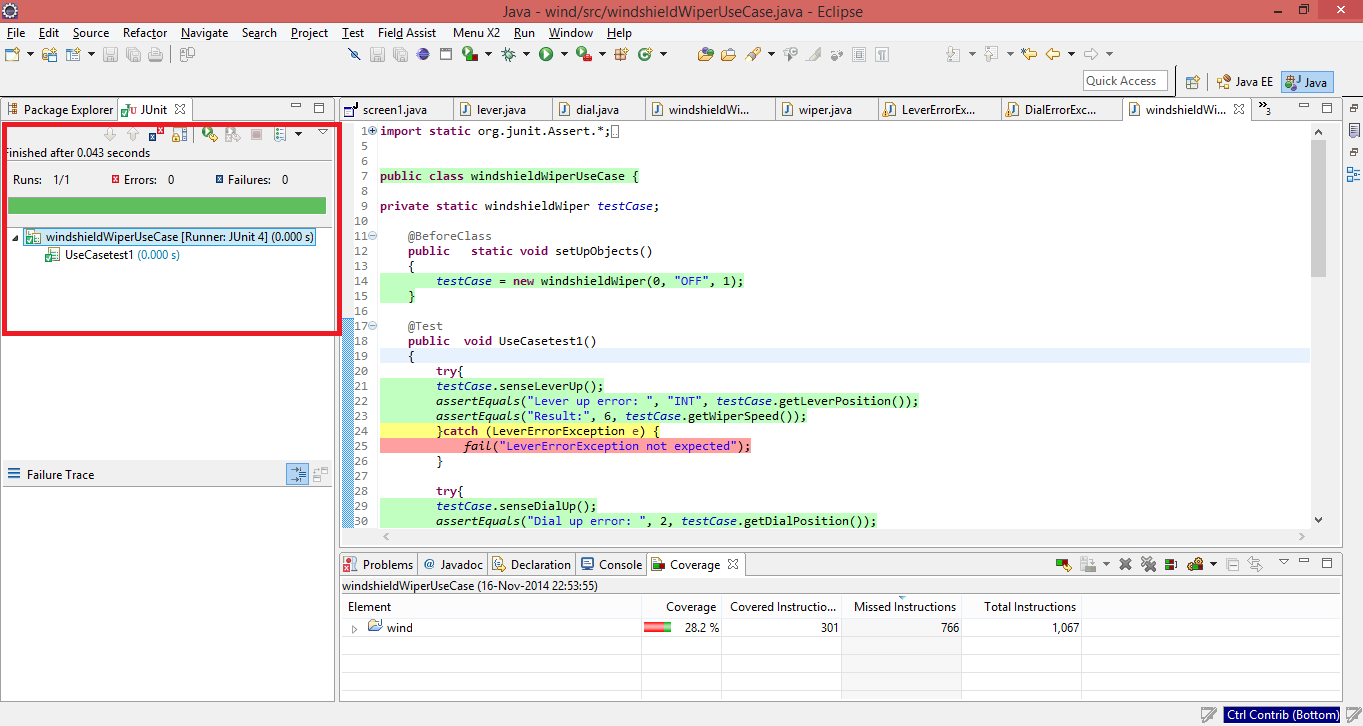 Java - wind/src/windshieldWiperUseCase.java - Eclipse
File Edit Source Refactor Navigate Search Project Test Field Assist Menu X2 Run Window Help
Quick Access Java EE Java
Package Explorer JUnit
screen1.java lever.java dial.java windshieldWi... wiper.java LeverErrorEx... DialErrorExc... windshieldWi... »3
Finished after 0.043 seconds
Runs: 1/1 Errors: 0 Failures: 0
windshieldWiperUseCase [Runner: JUnit 4] (0.000 s)
UseCasetest1 (0.000 s)
Failure Trace
1 import static org.junit.Assert.*;
5
6
7 public class windshieldWiperUseCase {
8
9 private static windshieldWiper testCase;
10
11 @BeforeClass
12 public static void setUpObjects()
13 {
14 testCase = new windshieldWiper(0, "OFF", 1);
15 }
16
17 @Test
18 public void UseCasetest1()
19 {
20 try{
21 testCase.senseLeverUp();
22 assertEquals("Lever up error: ", "INT", testCase.getLeverPosition());
23 assertEquals("Result:", 6, testCase.getWiperSpeed());
24 }catch (LeverErrorException e) {
25 fail("LeverErrorException not expected");
26 }
27
28 try{
29 testCase.senseDialUp();
30 assertEquals("Dial up error: ", 2, testCase.getDialPosition());
Problems @ Javadoc Declaration Console Coverage
windshieldWiperUseCase (16-Nov-2014 22:53:55)
Element Coverage Covered Instructio... Missed Instructions Total Instructions
wind 28.2 % 301 766 1,067
Ctrl Contrib (Bottom)